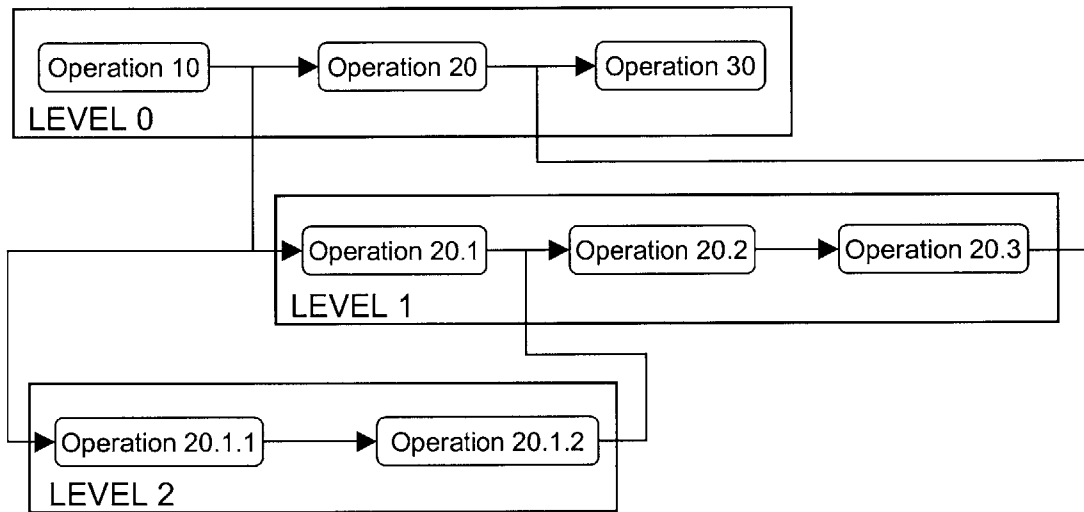 Operation 10
Operation 20
Operation 30
LEVEL 0
Operation 20.1
Operation 20.2
Operation 20.3
LEVEL 1
Operation 20.1.1
Operation 20.1.2
LEVEL 2